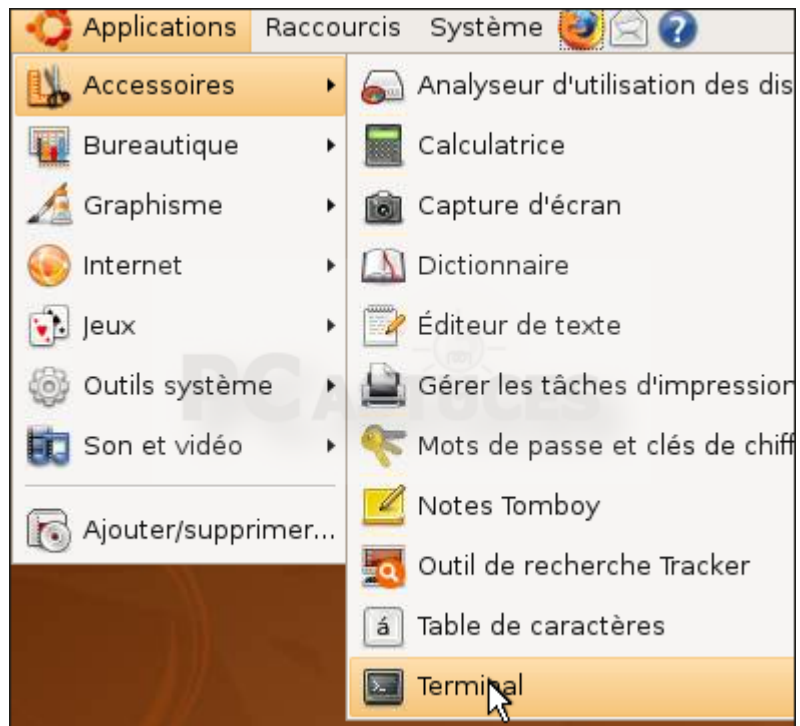 Applications Raccourcis Système
Accessoires
Bureautique
Graphisme
Internet
Jeux
Outils système
Son et vidéo
Ajouter/supprimer...
Analyseur d'utilisation des dis
Calculatrice
Capture d'écran
Dictionnaire
Éditeur de texte
Gérer les tâches d'impression
Mots de passe et clés de chiff
Notes Tomboy
Outil de recherche Tracker
á Table de caractères
Terminal
PC ASTUCES